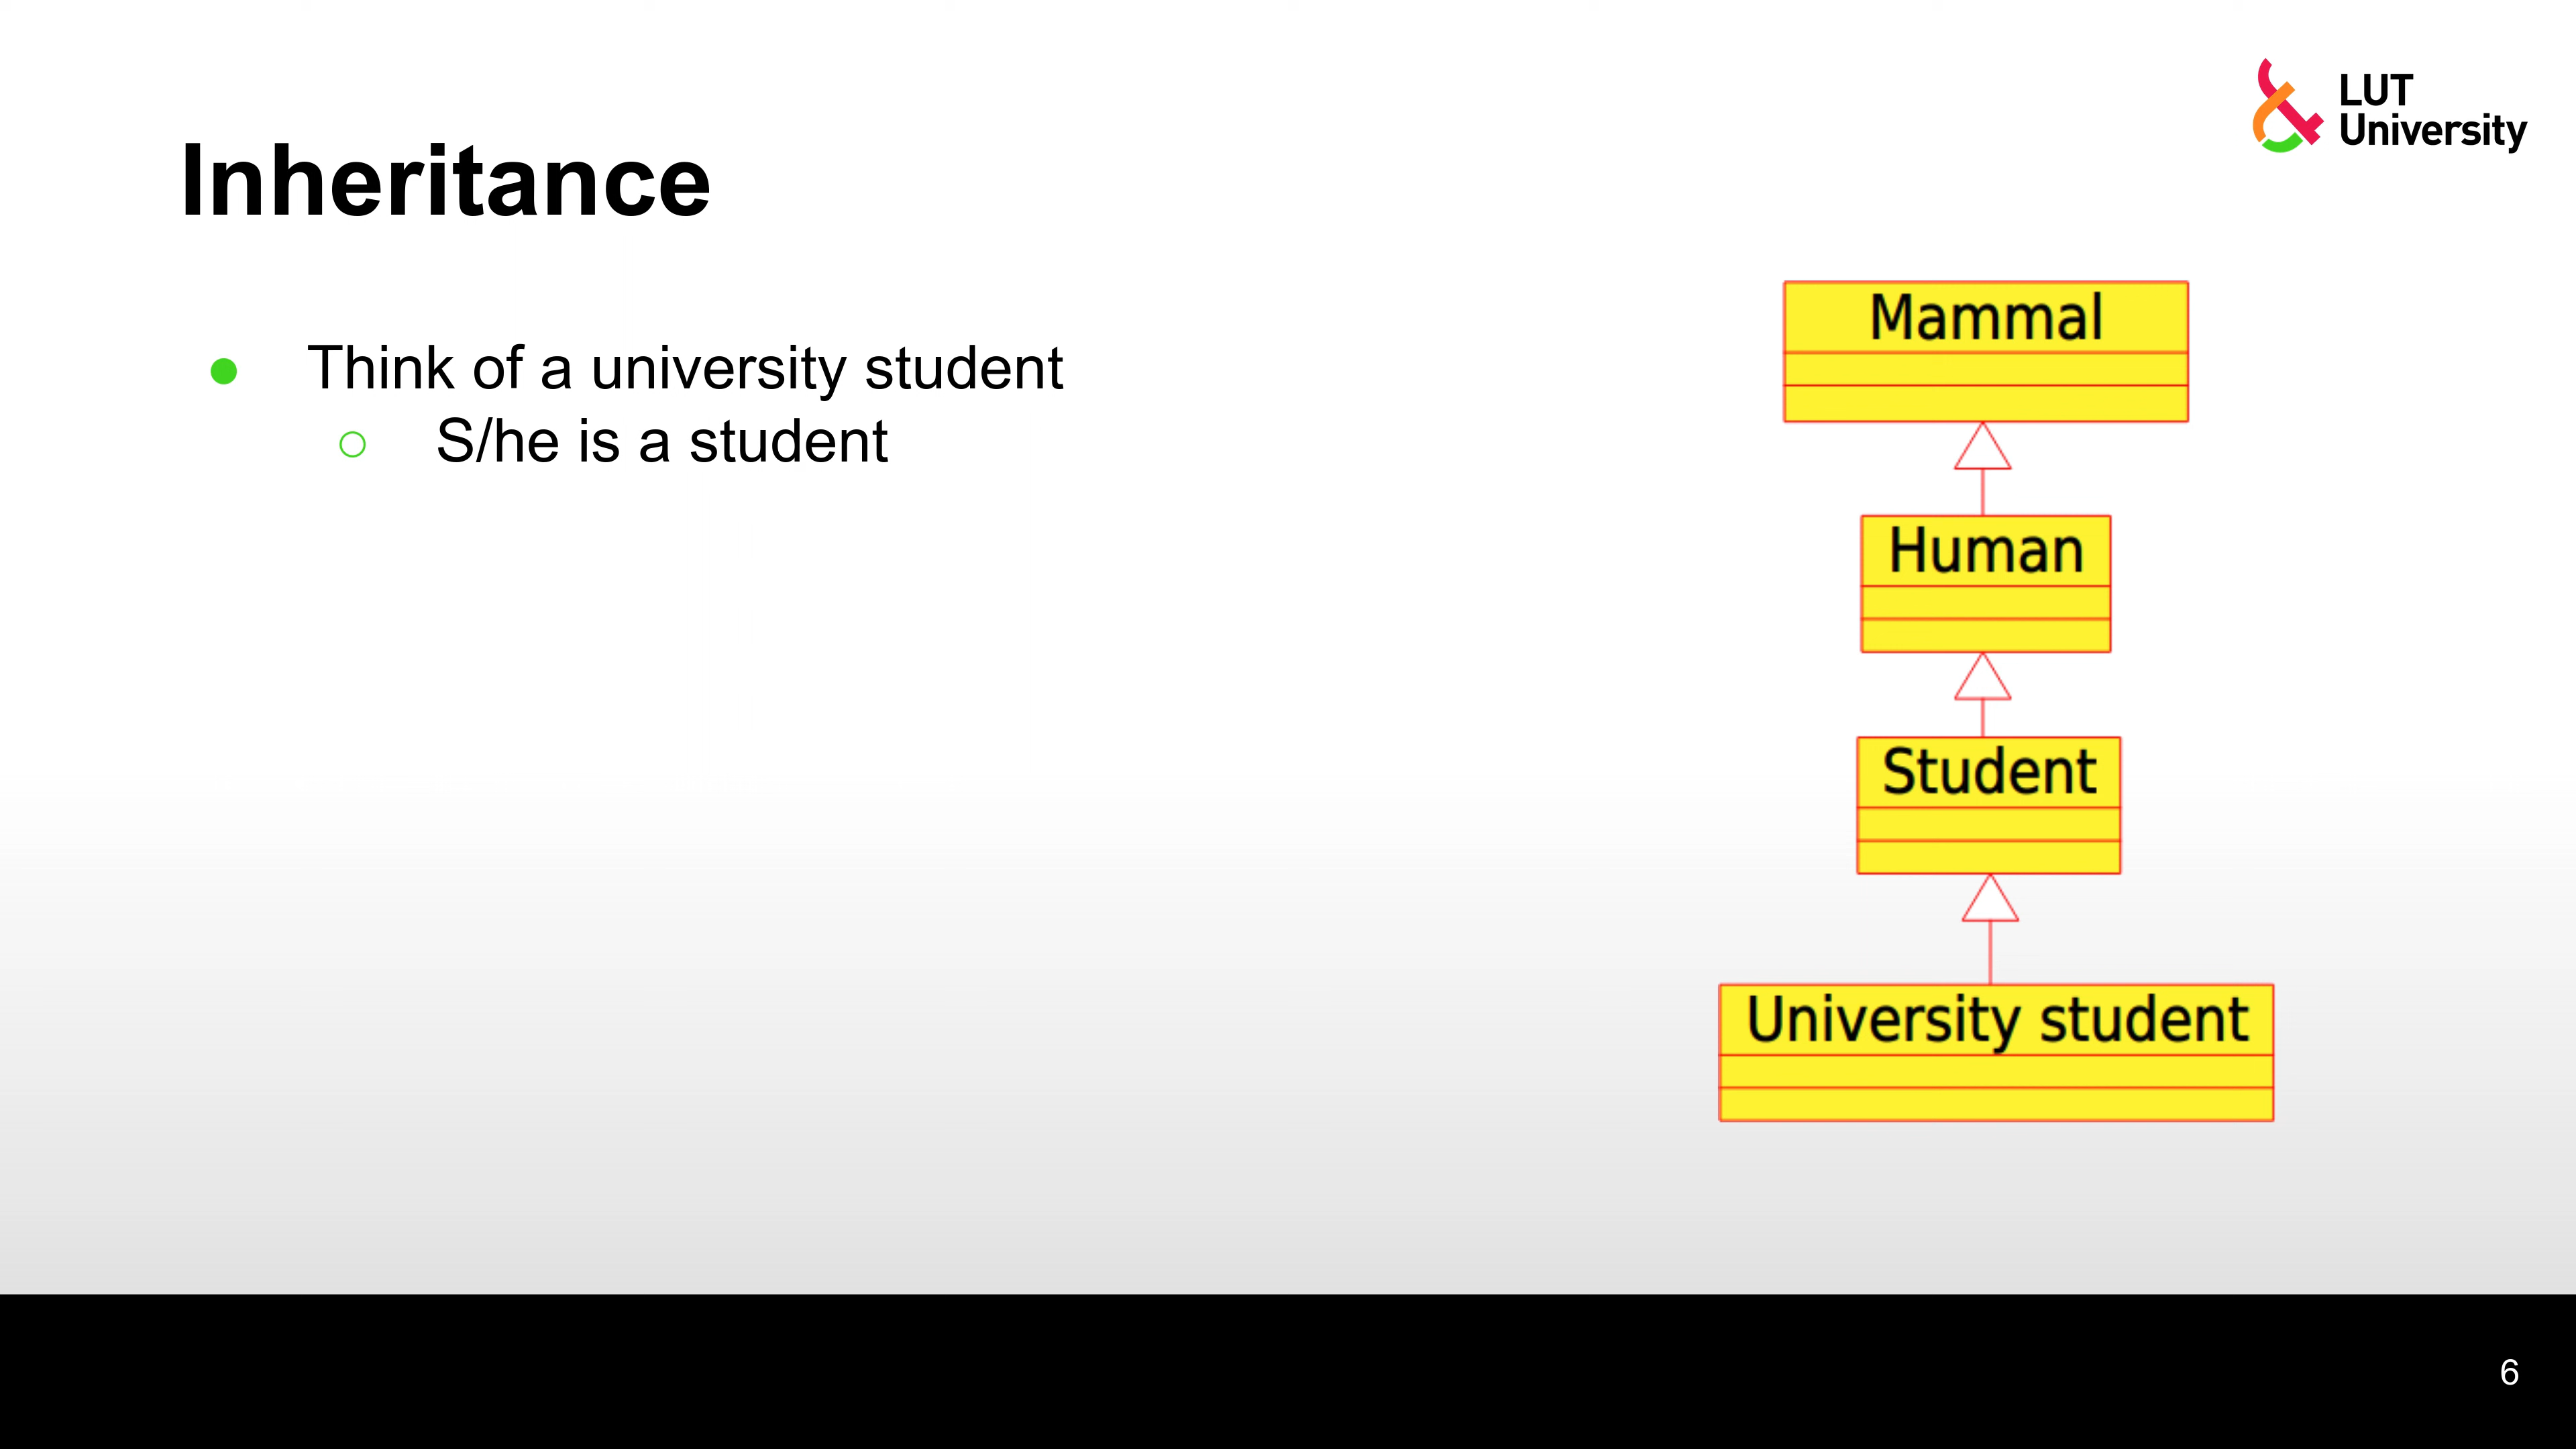 LUT
University
Inheritance
● Think of a university student
○ S/he is a student
Mammal
Human
Student
University student
6